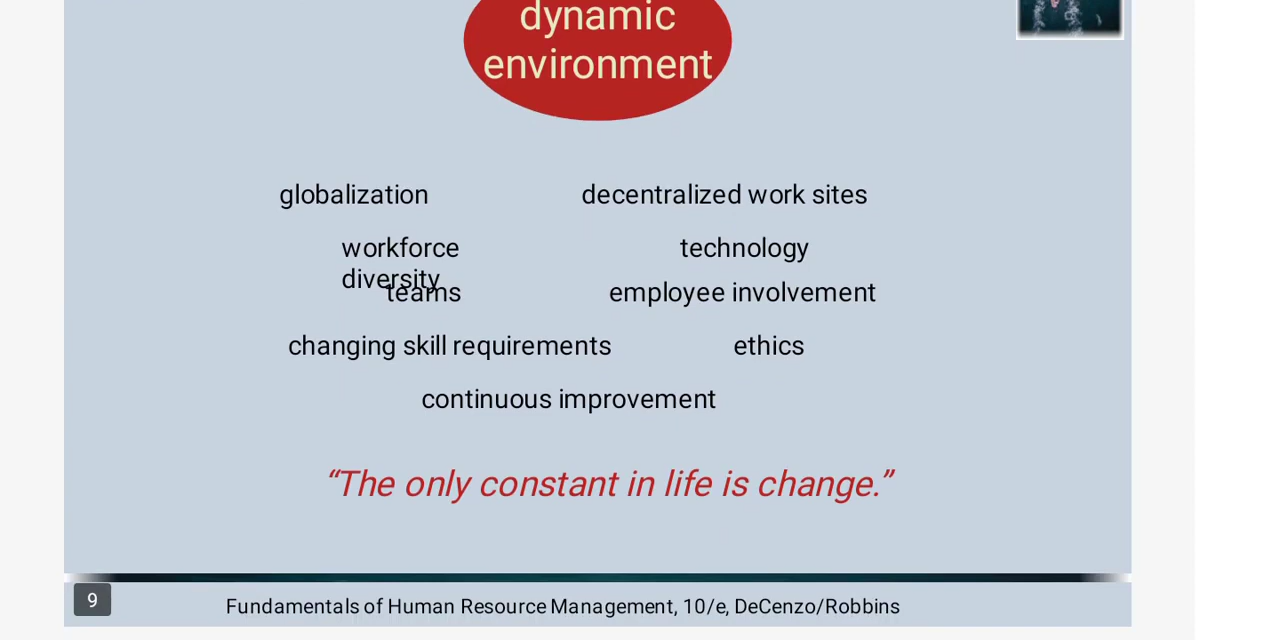 dynamic
environment
globalization
decentralized work sites
workforce
diversity
technology
teams
employee involvement
changing skill requirements
ethics
continuous improvement
“The only constant in life is change.”
9
Fundamentals of Human Resource Management, 10/e, DeCenzo/Robbins